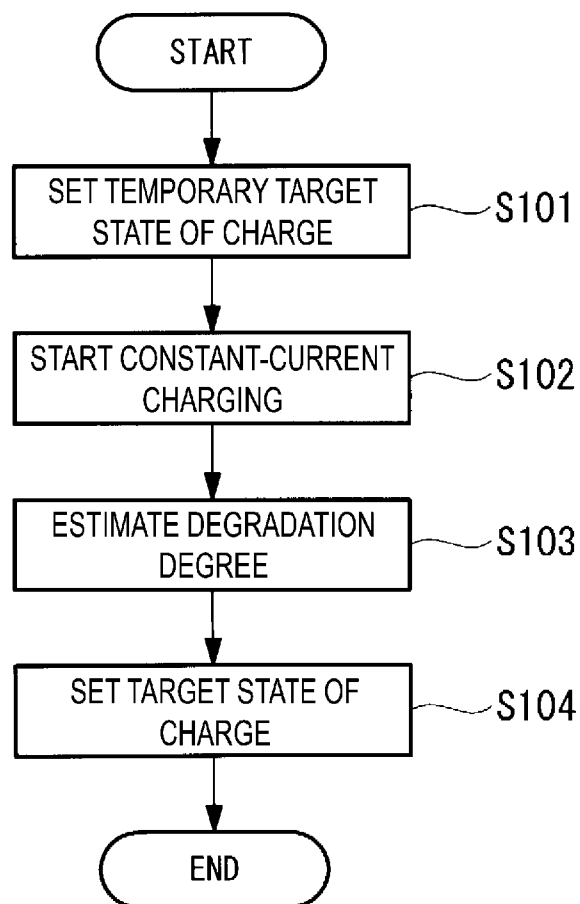 START
SET TEMPORARY TARGET
STATE OF CHARGE
S101
START CONSTANT-CURRENT
CHARGING
S102
ESTIMATE DEGRADATION
DEGREE
S103
SET TARGET STATE OF
CHARGE
S104
END